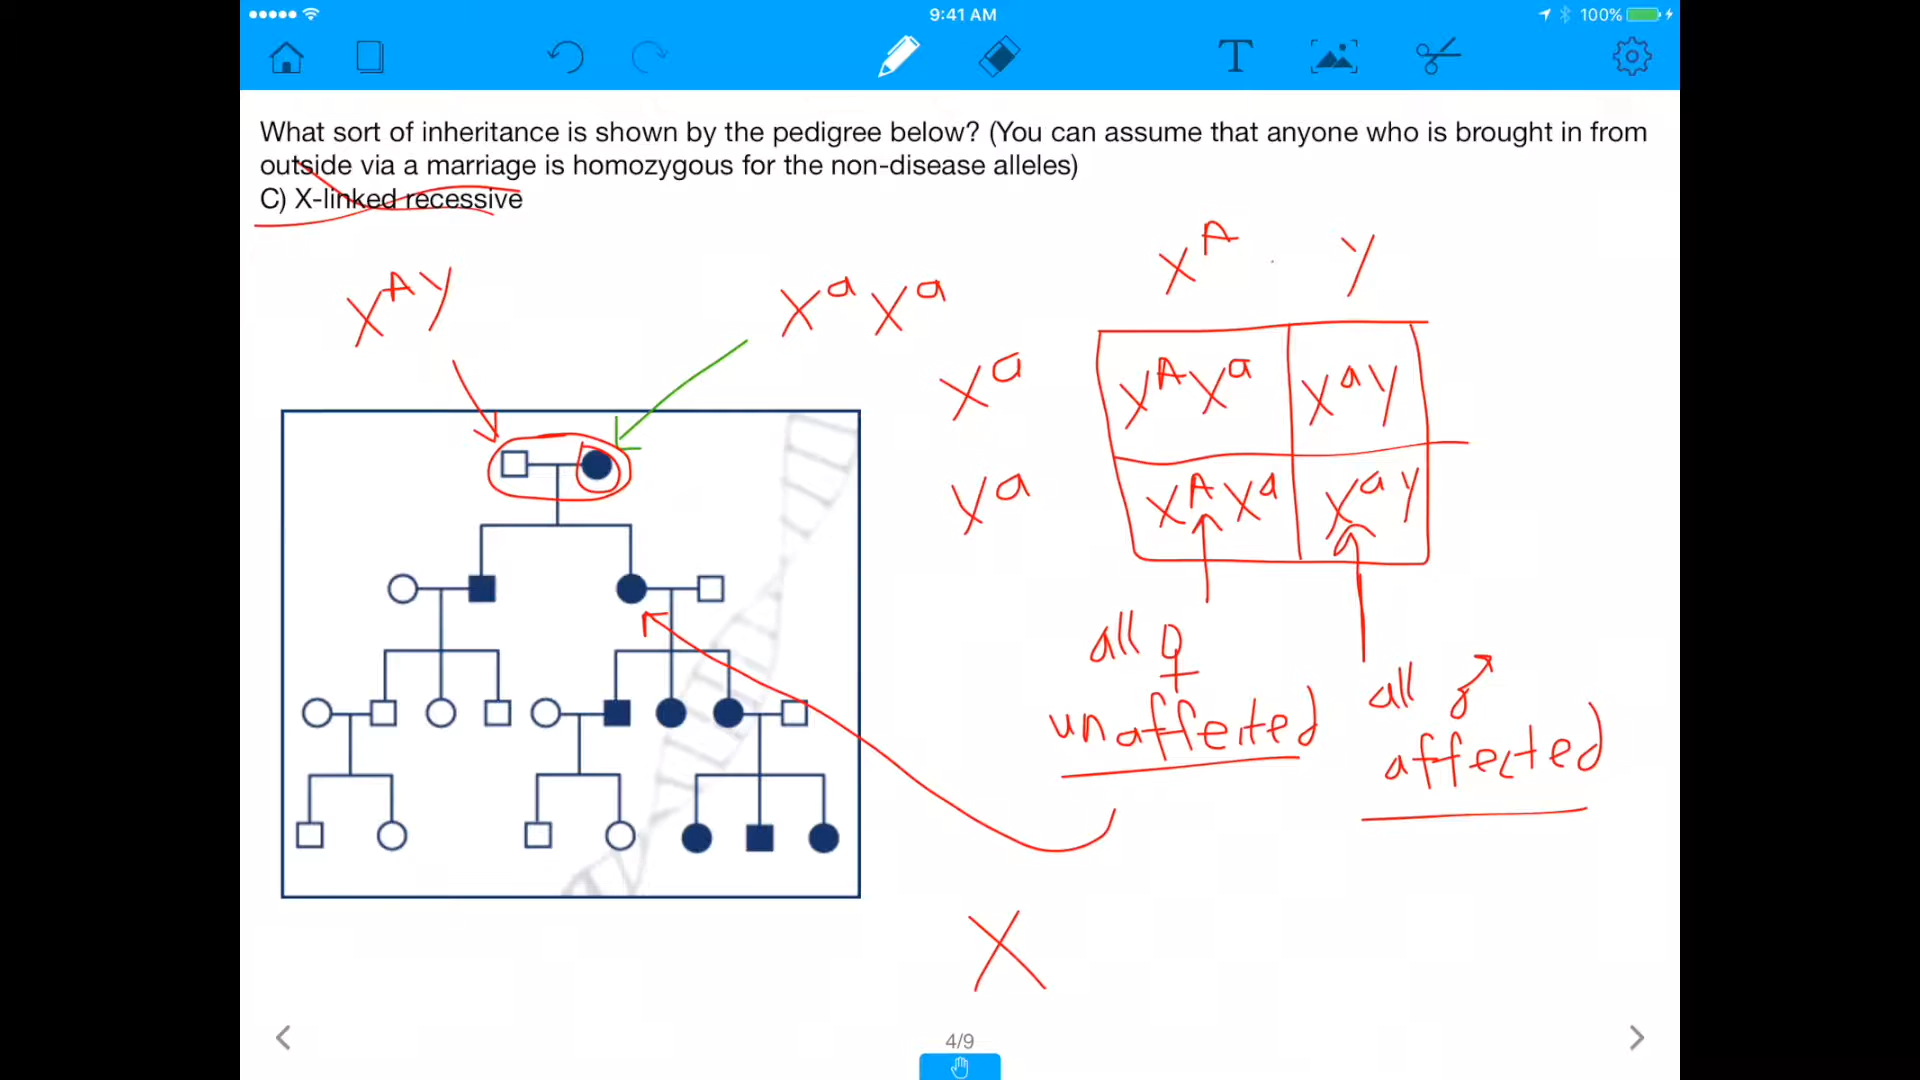 9:41 AM
100%
T
What sort of inheritance is shown by the pedigree below? (You can assume that anyone who is brought in from
outside via a marriage is homozygous for the non-disease alleles)
C) X-linked recessive
X^A Y
X^a X^a
X^A Y
X^a
X^A X^a
X^a Y
X^a
X^A X^a
X^a Y
all ♀
unaffected
all ♂
affected
X
4/9